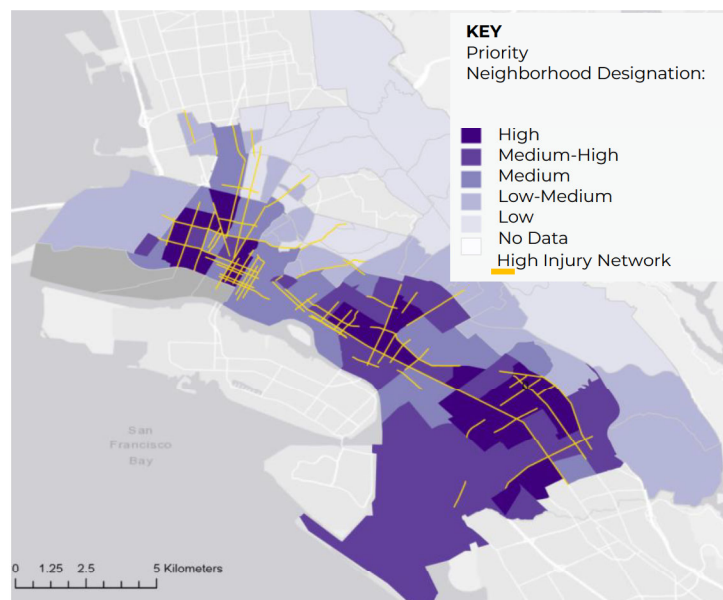 KEY
Priority
Neighborhood Designation:
High
Medium-High
Medium
Low-Medium
Low
No Data
High Injury Network
San
Francisco
Bay
0 1.25 2.5 5 Kilometers